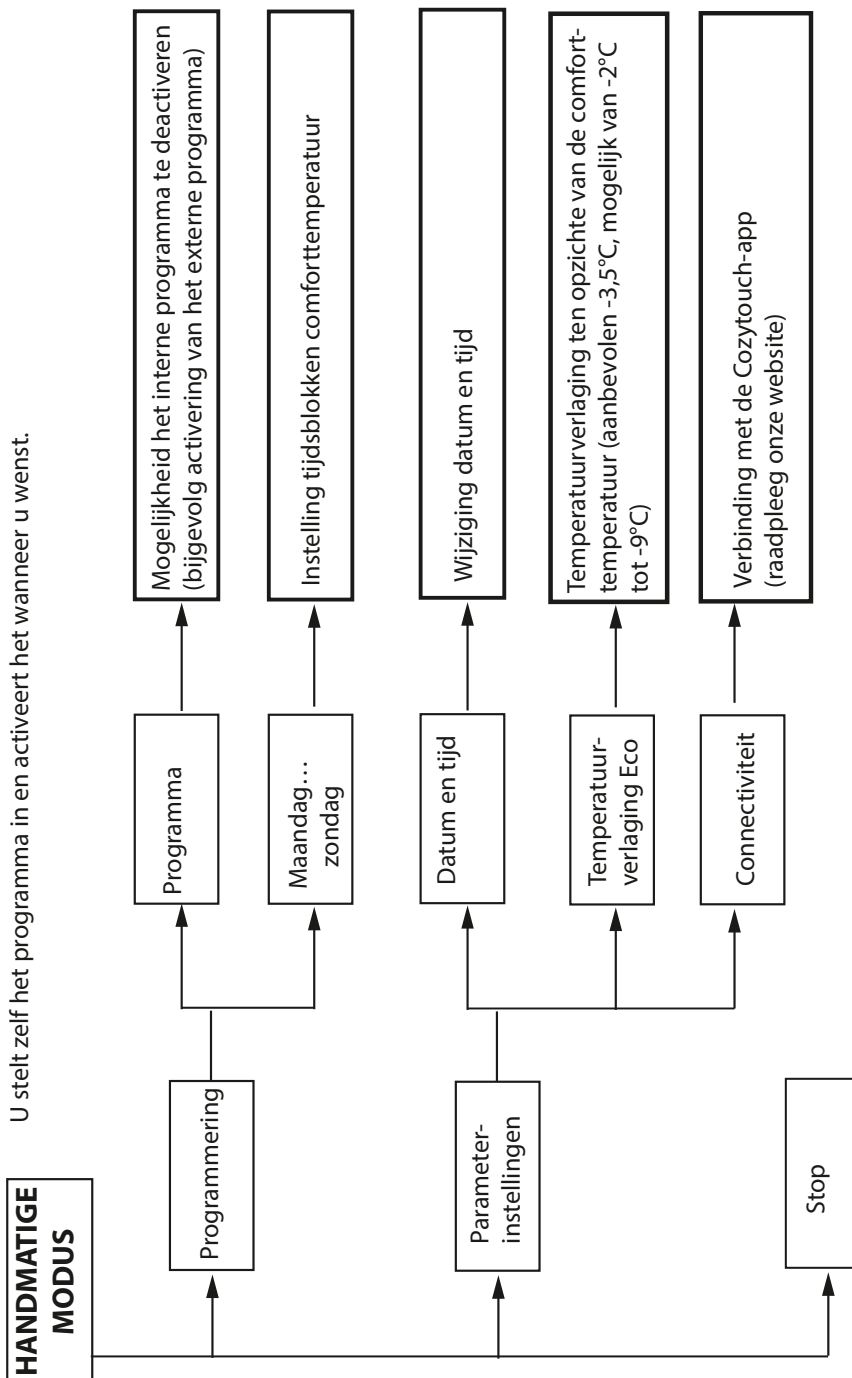 U stelt zelf het programma in en activeert het wanneer u wenst.
HANDMATIGE
MODUS
Programmering
Programma
Mogelijkheid het interne programma te deactiveren
(bijgevolg activering van het externe programma)
Maandag…
zondag
Instelling tijdsblokken comforttemperatuur
Parameter-
instellingen
Datum en tijd
Wijziging datum en tijd
Temperatuur-
verlaging Eco
Temperatuurverlaging ten opzichte van de comfort-
temperatuur (aanbevolen -3,5°C, mogelijk van -2°C
tot -9°C)
Connectiviteit
Verbinding met de Cozytouch-app
(raadpleeg onze website)
Stop